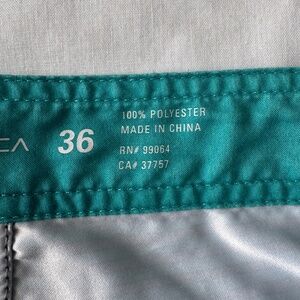 CA 36
100% POLYESTER
MADE IN CHINA
RN# 99064
CA# 37757